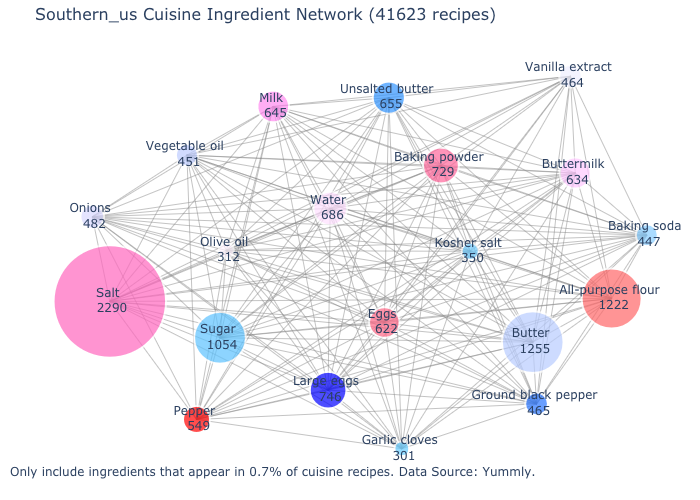 Southern_us Cuisine Ingredient Network (41623 recipes)
Vanilla extract
464
Unsalted butter
655
Milk
645
Vegetable oil
451
Baking powder
729
Buttermilk
634
Onions
482
Water
686
Baking soda
447
Olive oil
312
Kosher salt
350
Salt
2290
All-purpose flour
1222
Sugar
1054
Eggs
622
Butter
1255
Large eggs
746
Ground black pepper
465
Pepper
549
Garlic cloves
301
Only include ingredients that appear in 0.7% of cuisine recipes. Data Source: Yummly.